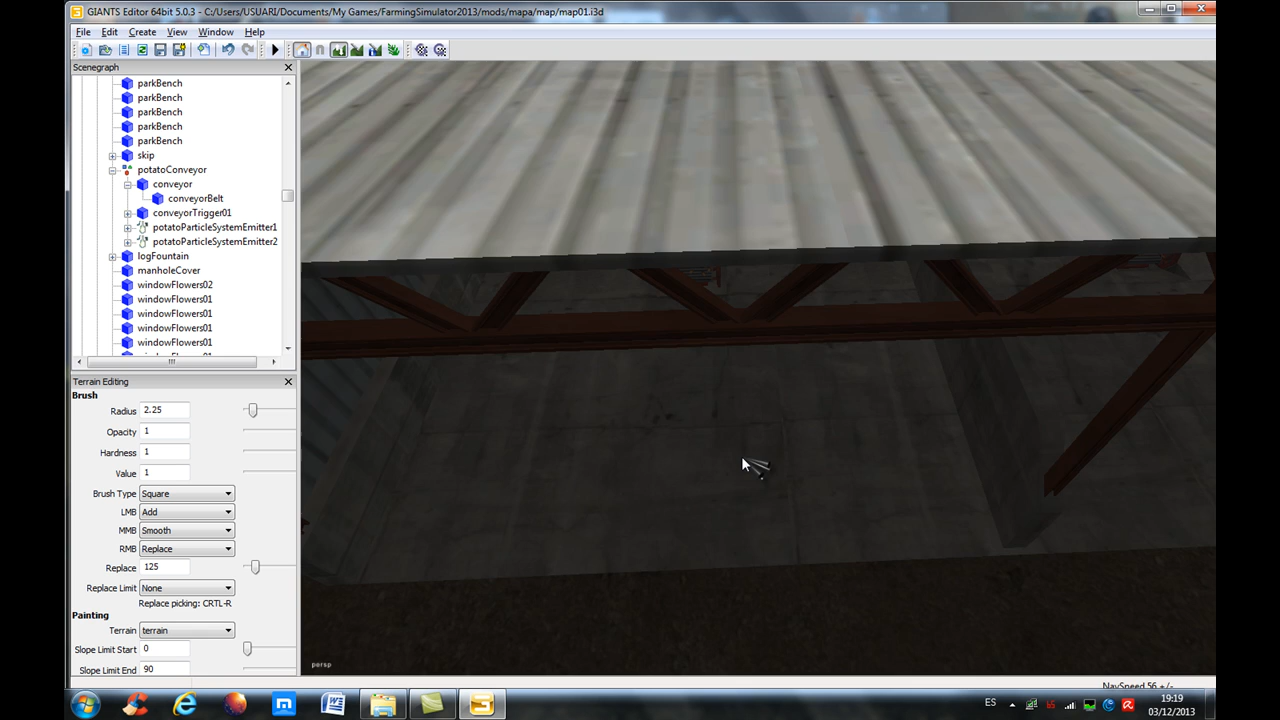 GIANTS Editor 64bit 5.0.3 - C:/Users/USUARI/Documents/My Games/FarmingSimulator2013/mods/mapa/map/map01.i3d
File Edit Create View Window Help
Scenegraph
parkBench
parkBench
parkBench
parkBench
parkBench
skip
potatoConveyor
conveyor
conveyorBelt
conveyorTrigger01
potatoParticleSystemEmitter1
potatoParticleSystemEmitter2
logFountain
manholeCover
windowFlowers02
windowFlowers01
windowFlowers01
windowFlowers01
windowFlowers01
Terrain Editing
Brush
Radius 2.25
Opacity 1
Hardness 1
Value 1
Brush Type Square
LMB Add
MMB Smooth
RMB Replace
Replace 125
Replace Limit None
Replace picking: CRTL-R
Painting
Terrain terrain
Slope Limit Start 0
Slope Limit End 90
persp
NavSpeed 56 +/-
ES
19:19
03/12/2013